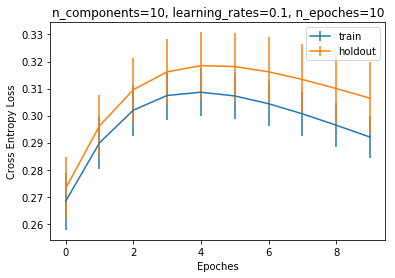 n_components=10, learning_rates=0.1, n_epoches=10
train
holdout
Cross Entropy Loss
0.33
0.32
0.31
0.30
0.29
0.28
0.27
0.26
0
2
4
6
8
Epoches